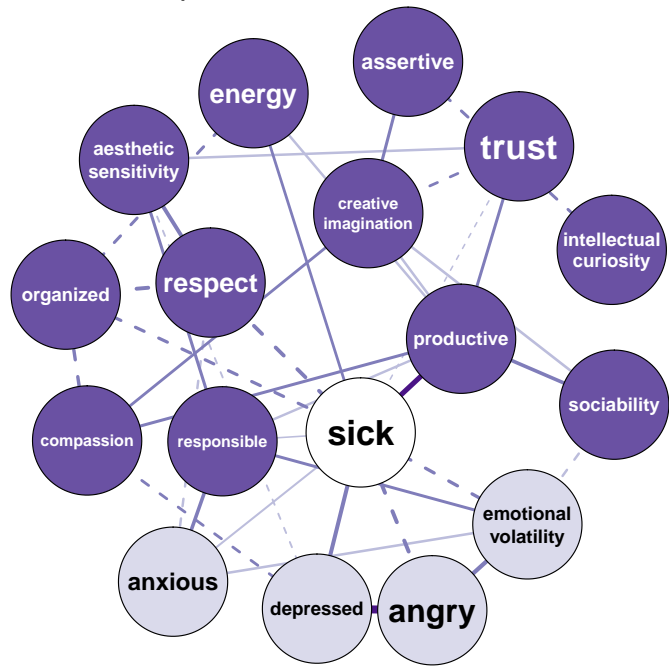 assertive
energy
trust
aesthetic
sensitivity
creative
imagination
intellectual
curiosity
respect
organized
productive
sociability
sick
compassion
responsible
emotional
volatility
anxious
depressed
angry